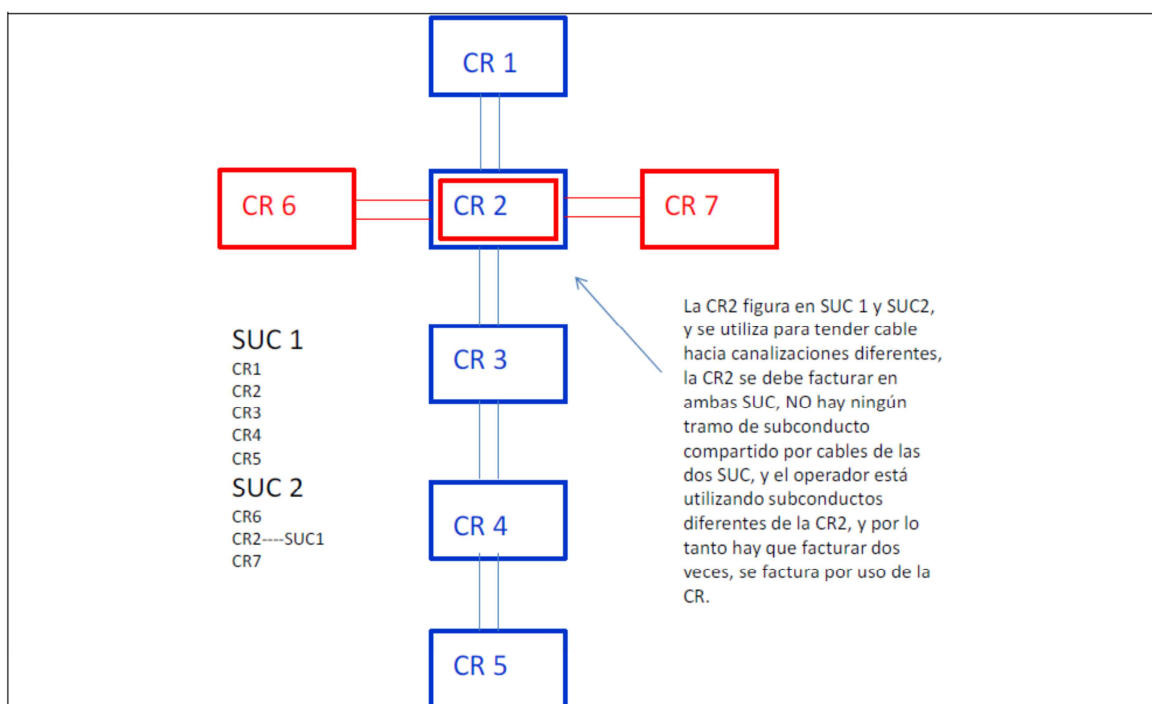 CR 1
CR 6
CR 2
CR 7
CR 3
CR 4
CR 5
SUC 1
CR1
CR2
CR3
CR4
CR5
SUC 2
CR6
CR2----SUC1
CR7
La CR2 figura en SUC 1 y SUC2,
y se utiliza para tender cable
hacia canalizaciones diferentes,
la CR2 se debe facturar en
ambas SUC, NO hay ningún
tramo de subconducto
compartido por cables de las
dos SUC, y el operador está
utilizando subconductos
diferentes de la CR2, y por lo
tanto hay que facturar dos
veces, se factura por uso de la
CR.